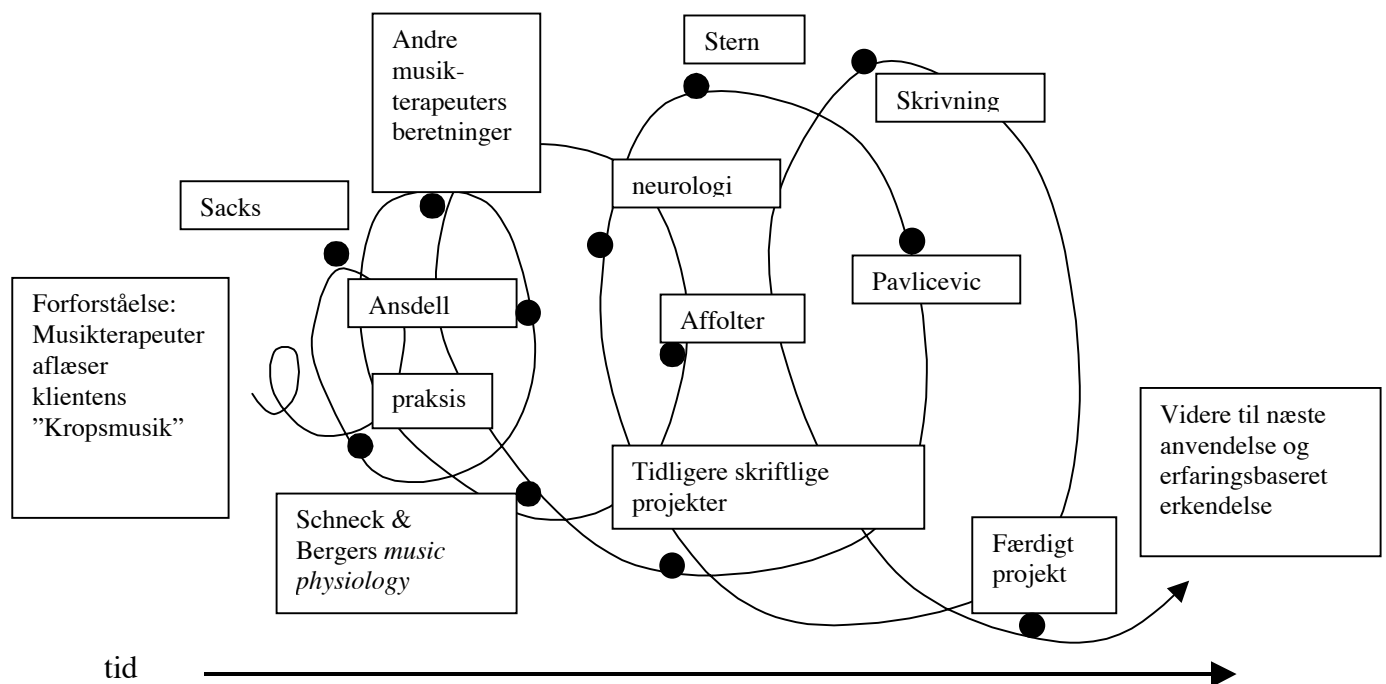 Forforståelse:
Musikterapeuter
aflæser
klientens
”Kropsmusik”
Sacks
Andre
musik-
terapeuters
beretninger
Ansdell
praksis
Schneck &
Bergers music
physiology
Stern
neurologi
Affolter
Tidligere skriftlige
projekter
Skrivning
Pavlicevic
Færdigt
projekt
Videre til næste
anvendelse og
erfaringsbaseret
erkendelse
tid